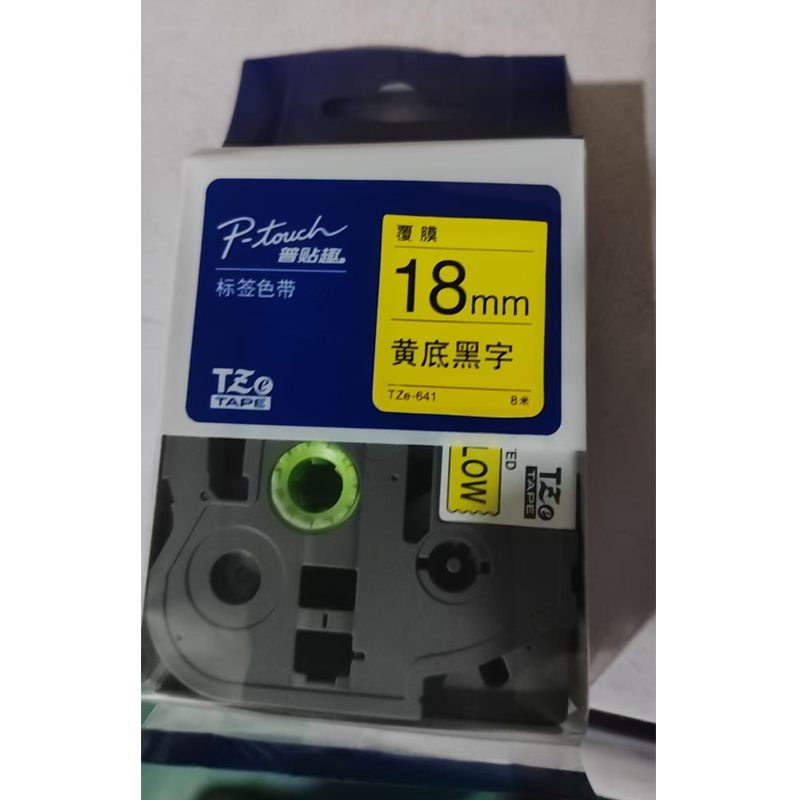 P-touch
普贴趣®
标签色带
TZe
TAPE
覆膜
18mm
黄底黑字
TZe-641 8米
LOW
TED
TZe
TAPE